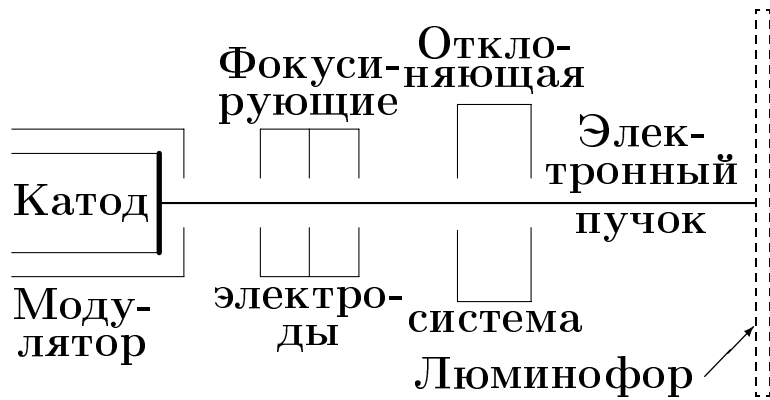 Фокуси-
рующие
Откло-
няющая
Элек-
тронный
пучок
Катод
Моду-
лятор
электро-
ды
система
Люминофор